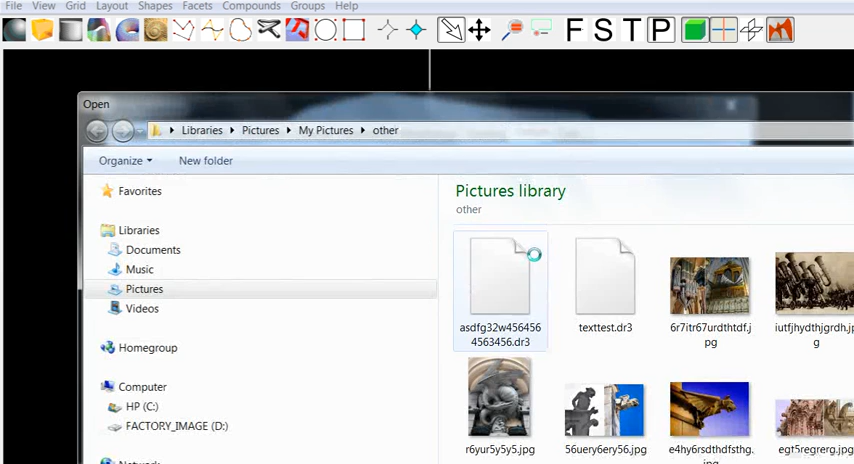 File View Grid Layout Shapes Facets Compounds Groups Help
F S T P
Open
Libraries Pictures My Pictures other
Organize New folder
Favorites
Libraries
Documents
Music
Pictures
Videos
Homegroup
Computer
HP (C:)
FACTORY_IMAGE (D:)
Pictures library
other
asdfg32w456456
4563456.dr3
texttest.dr3
6r7itr67urdthtdf.j
pg
iutfjhydthjgrdh.jp
g
r6yur5y5y5.jpg
56uery6ery56.jpg
e4hy6rsdthdfsthg.
jpg
egt5regrerg.jpg